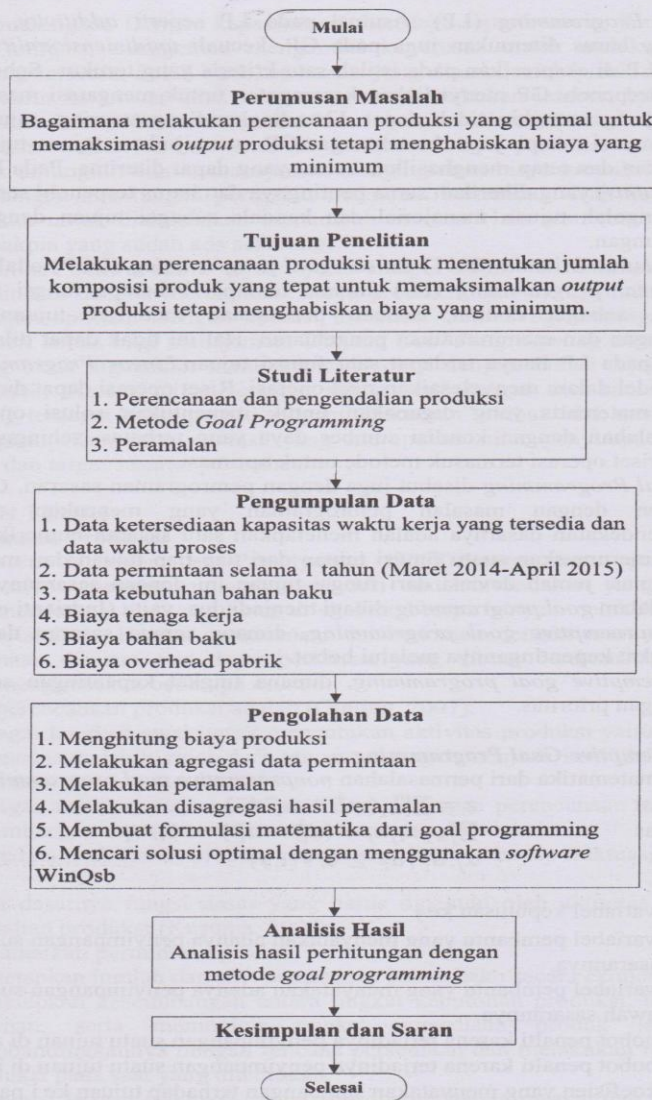 Mulai
Perumusan Masalah
Bagaimana melakukan perencanaan produksi yang optimal untuk
memaksimasi output produksi tetapi menghabiskan biaya yang
minimum
Tujuan Penelitian
Melakukan perencanaan produksi untuk menentukan jumlah
komposisi produk yang tepat untuk memaksimalkan output
produksi tetapi menghabiskan biaya yang minimum.
Studi Literatur
1. Perencanaan dan pengendalian produksi
2. Metode Goal Programming
3. Peramalan
Pengumpulan Data
1. Data ketersediaan kapasitas waktu kerja yang tersedia dan
data waktu proses
2. Data Permintaan selama 1 tahun (Maret 2014-April 2015)
3. Data kebutuhan bahan baku
4. Biaya tenaga kerja
5. Biaya bahan baku
6. Biaya overhead pabrik
Pengolahan Data
1. Menghitung biaya produksi
2. Melakukan agregasi data permintaan
3. Melakukan peramalan
4. Melakukan disagregasi hasil peramalan
5. Membuat formulasi matematika dari goal programming
6. Mencari solusi optimal dengan menggunakan software
WinQsb
Analisis Hasil
Analisis hasil perhitungan dengan
metode goal programming
Kesimpulan dan Saran
Selesai